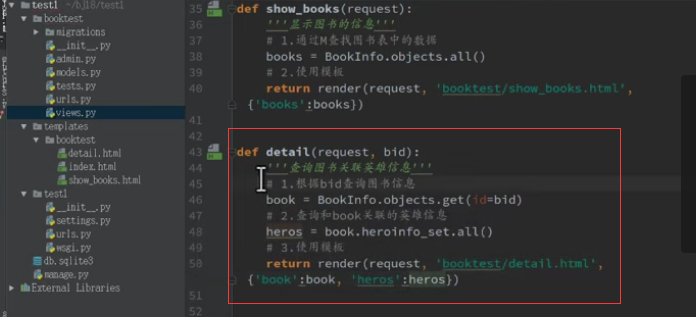 test1 ~/bj18/test1
booktest
migrations
__init__.py
admin.py
models.py
tests.py
urls.py
views.py
templates
booktest
detail.html
index.html
show_books.html
test1
__init__.py
settings.py
urls.py
wsgi.py
db.sqlite3
manage.py
External Libraries
35 def show_books(request):
36 '''显示图书的信息'''
37 # 1.通过M查找图书表中的数据
38 books = BookInfo.objects.all()
39 # 2.使用模板
40 return render(request, 'booktest/show_books.html',
{'books':books})
41
42
43 def detail(request, bid):
44 '''查询图书关联英雄信息'''
45 # 1.根据bid查询图书信息
46 book = BookInfo.objects.get(id=bid)
47 # 2.查询和book关联的英雄信息
48 heros = book.heroinfo_set.all()
49 # 3.使用模板
50 return render(request, 'booktest/detail.html',
{'book':book, 'heros':heros})
51